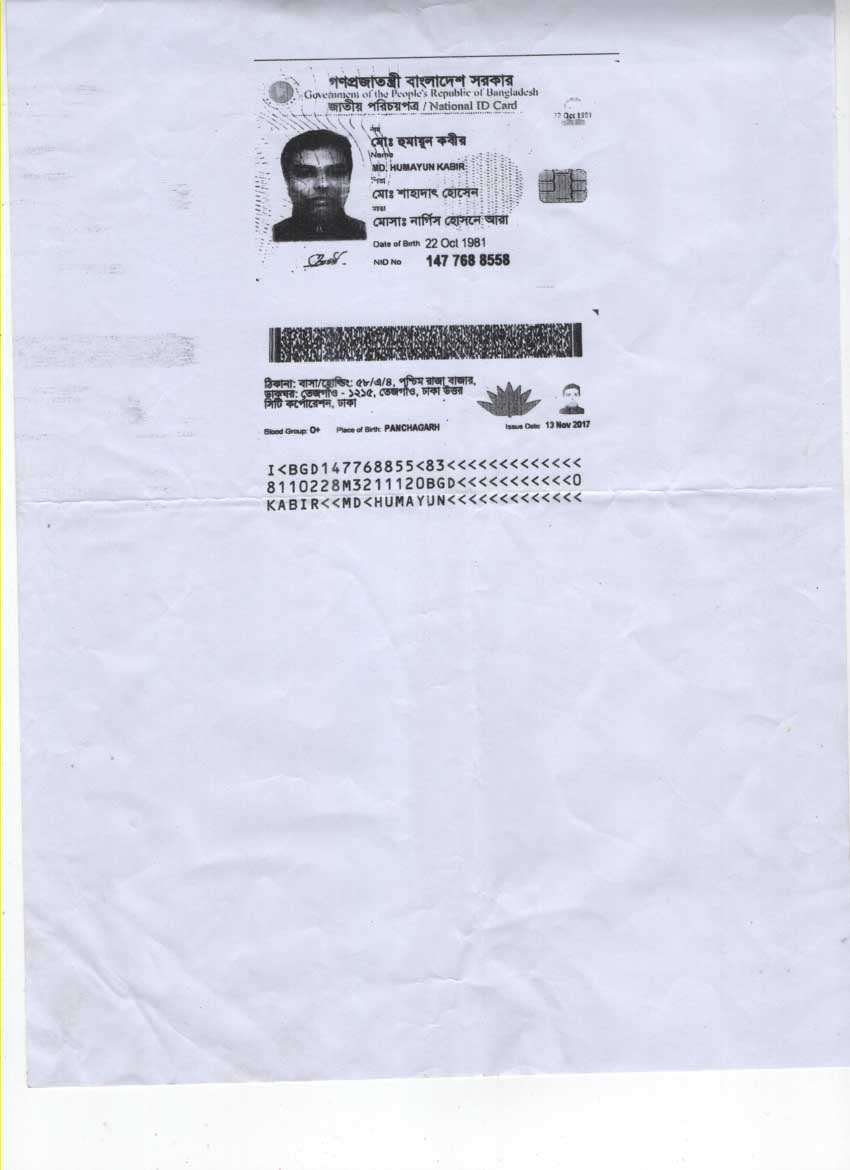 গণপ্রজাতন্ত্রী বাংলাদেশ সরকার
Government of the People's Republic of Bangladesh
জাতীয় পরিচয়পত্র / National ID Card
22 Oct 1981
নাম
মোঃ হুমায়ুন কবীর
Name
MD. HUMAYUN KABIR
পিতা
মোঃ শাহাদাৎ হোসেন
মাতা
মোসাঃ নার্গিস হোসনে আরা
Date of Birth 22 Oct 1981
NID No 147 768 8558
ঠিকানা: বাসা/হোল্ডিং: ৫৮/এ/৪, পশ্চিম রাজা বাজার,
ডাকঘর: তেজগাঁও - ১২১৫, তেজগাঁও, ঢাকা উত্তর
সিটি কর্পোরেশন, ঢাকা
Blood Group: O+ Place of Birth: PANCHAGARH Issue Date: 13 Nov 2017
I<BGD147768855<83<<<<<<<<<<<<<
8110228M3211120BGD<<<<<<<<<<<0
KABIR<<MD<HUMAYUN<<<<<<<<<<<<<